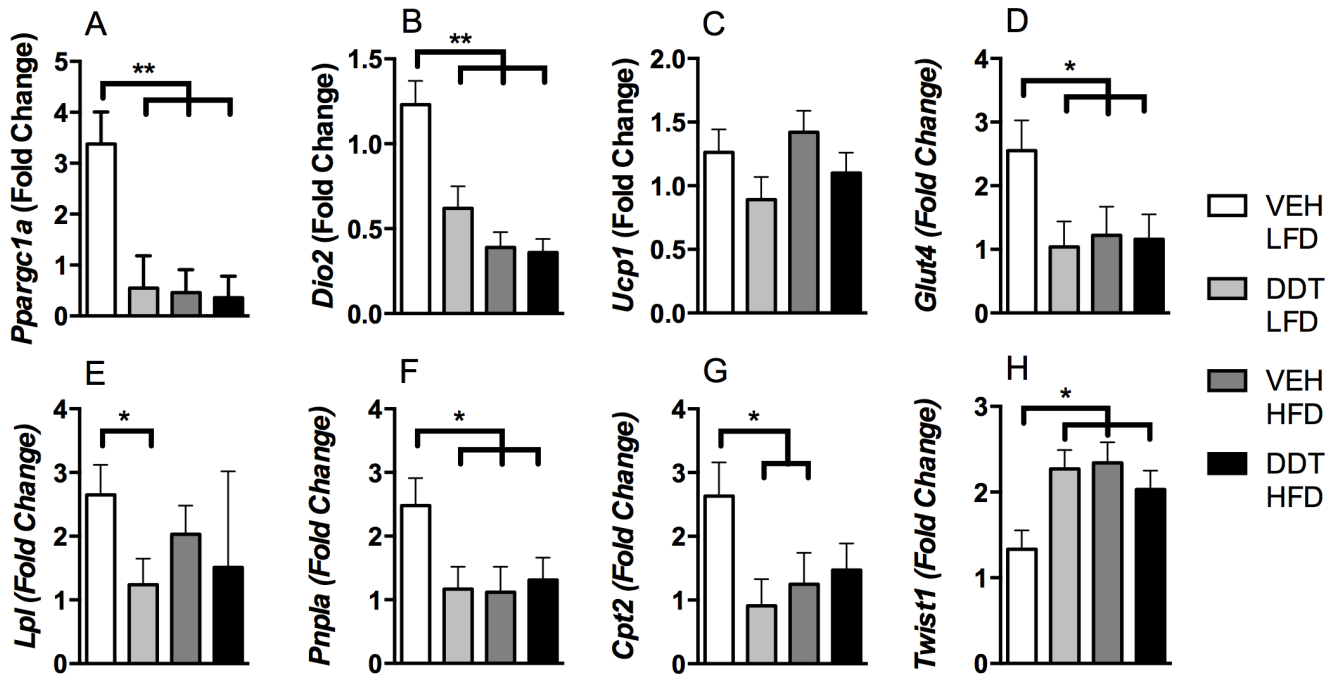 A
Ppargc1a (Fold Change)
5
4
3
2
1
0
**
B
Dio2 (Fold Change)
1.5
1.0
0.5
0.0
**
C
Ucp1 (Fold Change)
2.0
1.5
1.0
0.5
0.0
D
Glut4 (Fold Change)
4
3
2
1
0
*
E
Lpl (Fold Change)
4
3
2
1
0
*
F
Pnpla (Fold Change)
4
3
2
1
0
*
G
Cpt2 (Fold Change)
4
3
2
1
0
*
H
Twist1 (Fold Change)
3
2
1
0
*
VEH
LFD
DDT
LFD
VEH
HFD
DDT
HFD